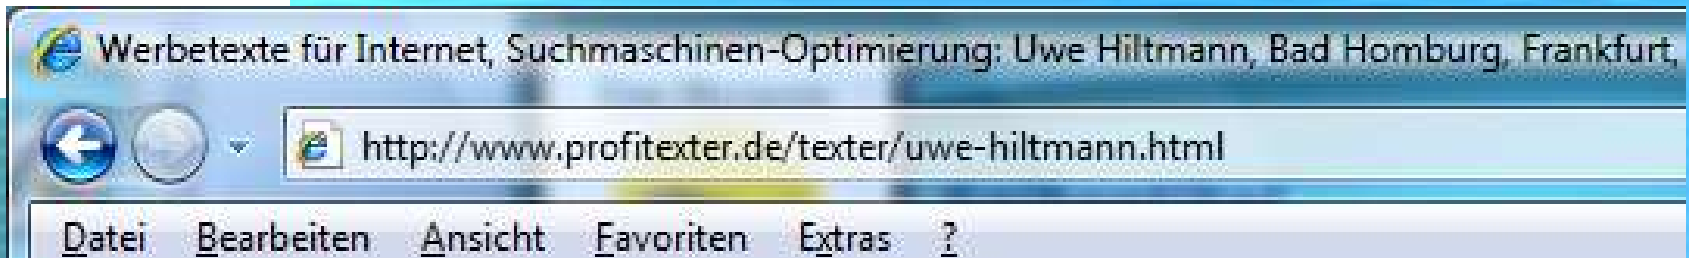 Werbetexte für Internet, Suchmaschinen-Optimierung: Uwe Hiltmann, Bad Homburg, Frankfurt,
http://www.profitexter.de/texter/uwe-hiltmann.html
Datei Bearbeiten Ansicht Favoriten Extras ?